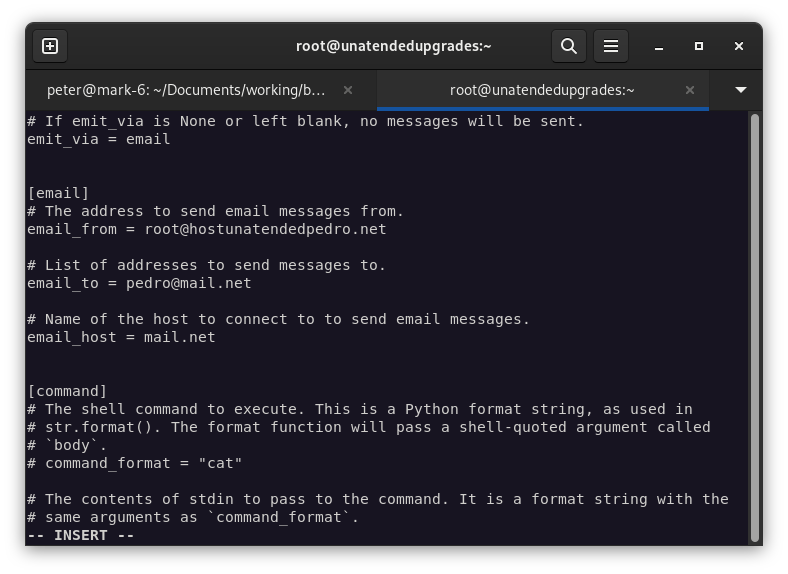 root@unatendedupgrades:~
peter@mark-6: ~/Documents/working/b...
root@unatendedupgrades:~
# If emit_via is None or left blank, no messages will be sent.
emit_via = email
[email]
# The address to send email messages from.
email_from = root@hostunatendedpedro.net
# List of addresses to send messages to.
email_to = pedro@mail.net
# Name of the host to connect to to send email messages.
email_host = mail.net
[command]
# The shell command to execute. This is a Python format string, as used in
# str.format(). The format function will pass a shell-quoted argument called
# `body`.
# command_format = "cat"
# The contents of stdin to pass to the command. It is a format string with the
# same arguments as `command_format`.
-- INSERT --